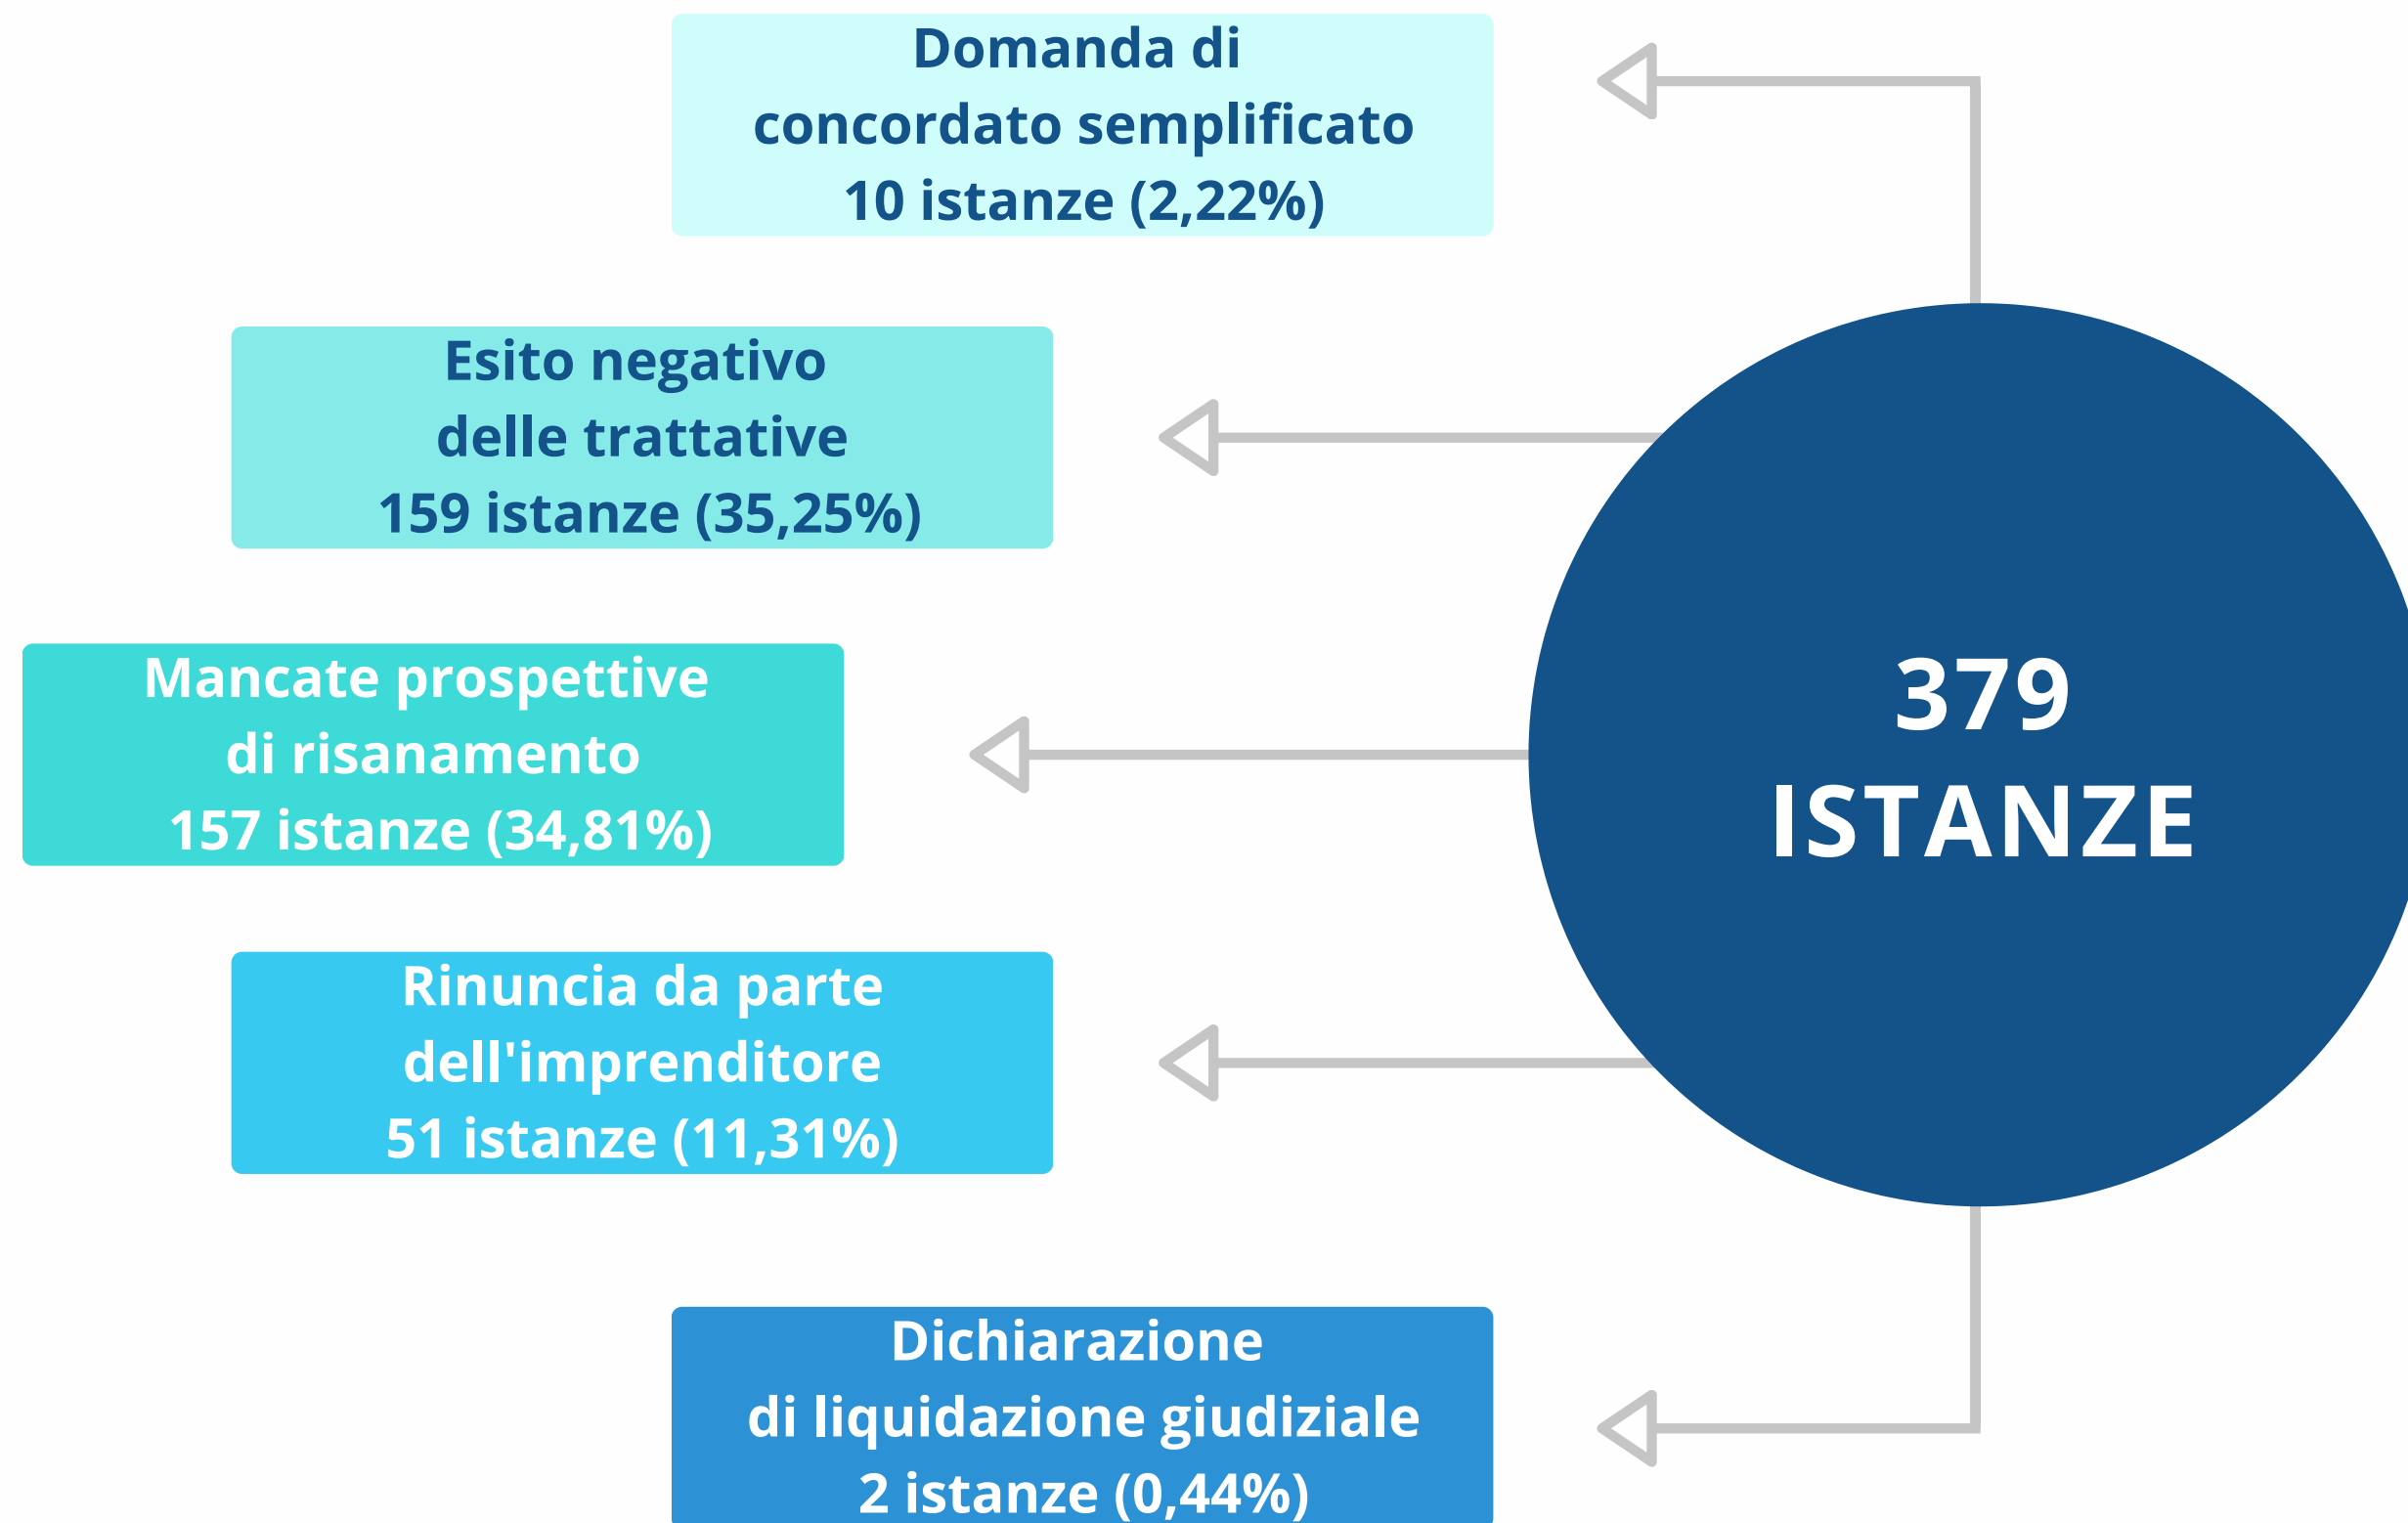 Domanda di
concordato semplificato
10 istanze (2,22%)
Esito negativo
delle trattative
159 istanze (35,25%)
Mancate prospettive
di risanamento
157 istanze (34,81%)
Rinuncia da parte
dell'imprenditore
51 istanze (11,31%)
Dichiarazione
di liquidazione giudiziale
2 istanze (0,44%)
379
ISTANZE